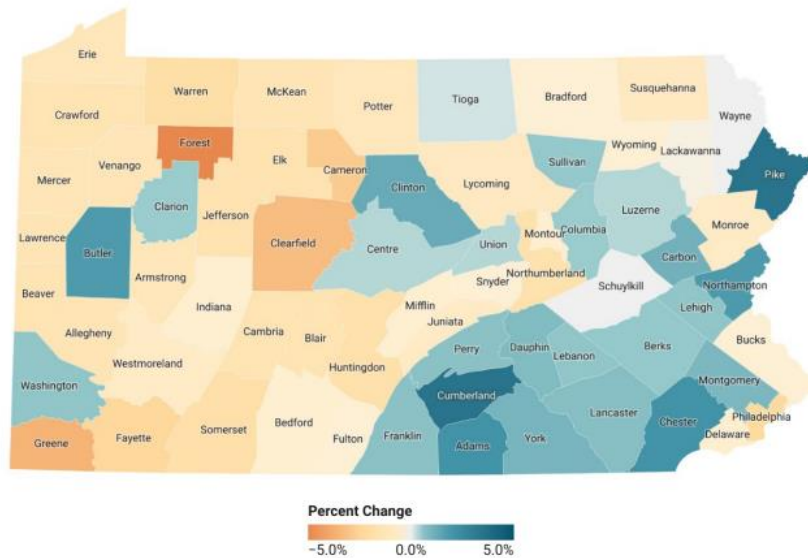 Erie
Warren
McKean
Potter
Tioga
Bradford
Susquehanna
Wayne
Crawford
Forest
Venango
Elk
Cameron
Clinton
Lycoming
Sullivan
Wyoming
Lackawanna
Pike
Mercer
Clarion
Jefferson
Clearfield
Centre
Union
Montour
Columbia
Luzerne
Monroe
Lawrence
Butler
Armstrong
Snyder
Northumberland
Carbon
Northampton
Beaver
Indiana
Mifflin
Schuylkill
Lehigh
Allegheny
Cambria
Blair
Juniata
Bucks
Westmoreland
Huntingdon
Perry
Dauphin
Lebanon
Berks
Washington
Cumberland
Montgomery
Greene
Fayette
Somerset
Bedford
Fulton
Franklin
Adams
York
Lancaster
Chester
Philadelphia
Delaware
Percent Change
−5.0% 0.0% 5.0%